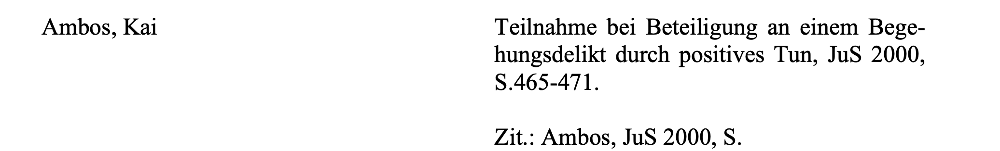 Ambos, Kai
Teilnahme bei Beteiligung an einem Bege-
hungsdelikt durch positives Tun, JuS 2000,
S.465-471.
Zit.: Ambos, JuS 2000, S.